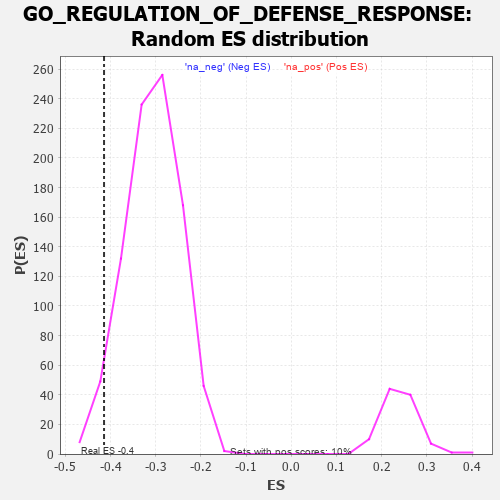 GO_REGULATION_OF_DEFENSE_RESPONSE:
Random ES distribution
'na_neg' (Neg ES) 'na_pos' (Pos ES)
260
240
220
200
180
160
140
120
100
80
60
40
20
0
P(ES)
Real ES -0.4
Sets with pos scores: 10%
-0.5 -0.4 -0.3 -0.2 -0.1 0.0 0.1 0.2 0.3 0.4
ES